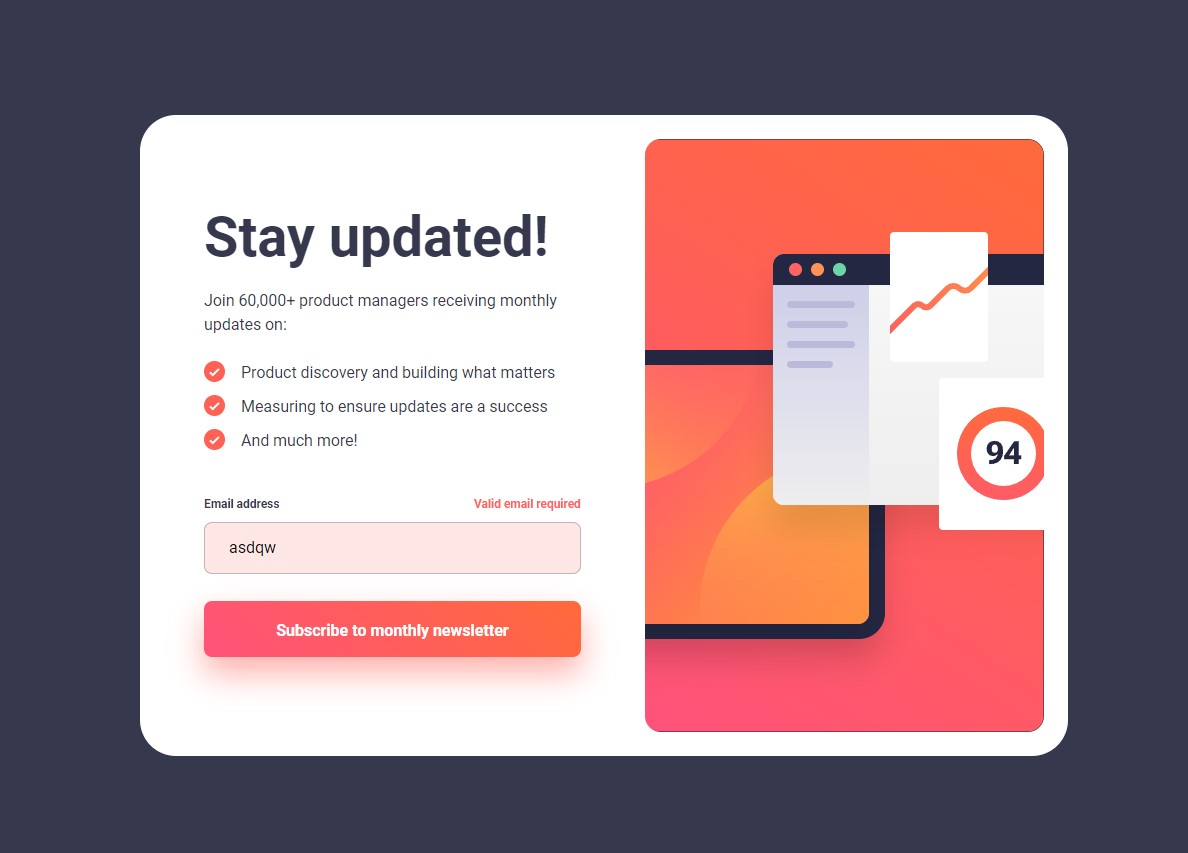 Stay updated!
Join 60,000+ product managers receiving monthly
updates on:
Product discovery and building what matters
Measuring to ensure updates are a success
And much more!
Email address
Valid email required
asdqw
Subscribe to monthly newsletter
94